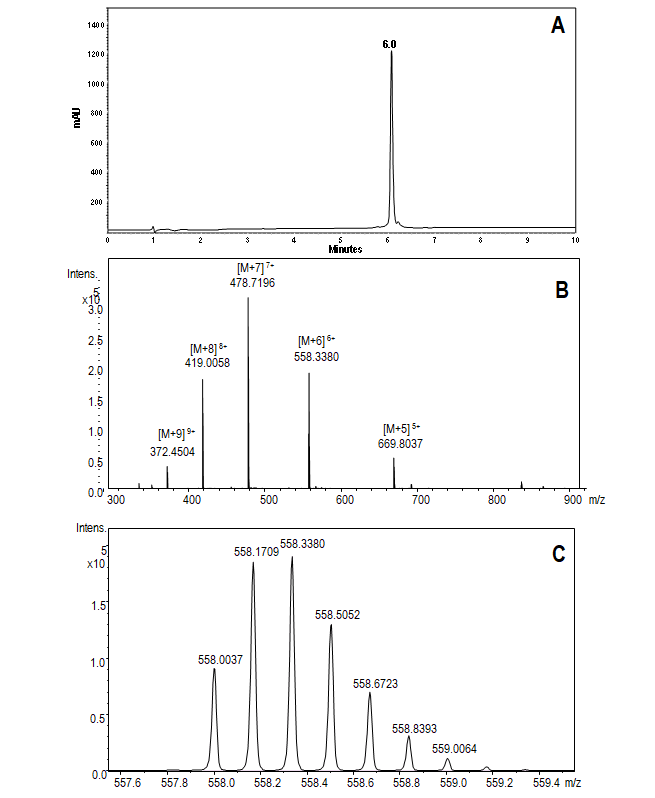 A
1400
6.0
1200
1000
mAU
800
600
400
200
0 1 2 3 4 5 6 7 8 9 10
Minutes
B
Intens.
5
x10
[M+7] 7+
478.7196
3.0
[M+6] 6+
558.3380
2.5
[M+8] 8+
419.0058
2.0
1.5
[M+9] 9+
372.4504
[M+5] 5+
669.8037
1.0
0.5
0.0
300 400 500 600 700 800 900 m/z
Intens.
5
x10
C
558.1709 558.3380
1.5
558.5052
1.0
558.0037
558.6723
0.5
558.8393
559.0064
0.0
557.6 557.8 558.0 558.2 558.4 558.6 558.8 559.0 559.2 559.4 m/z